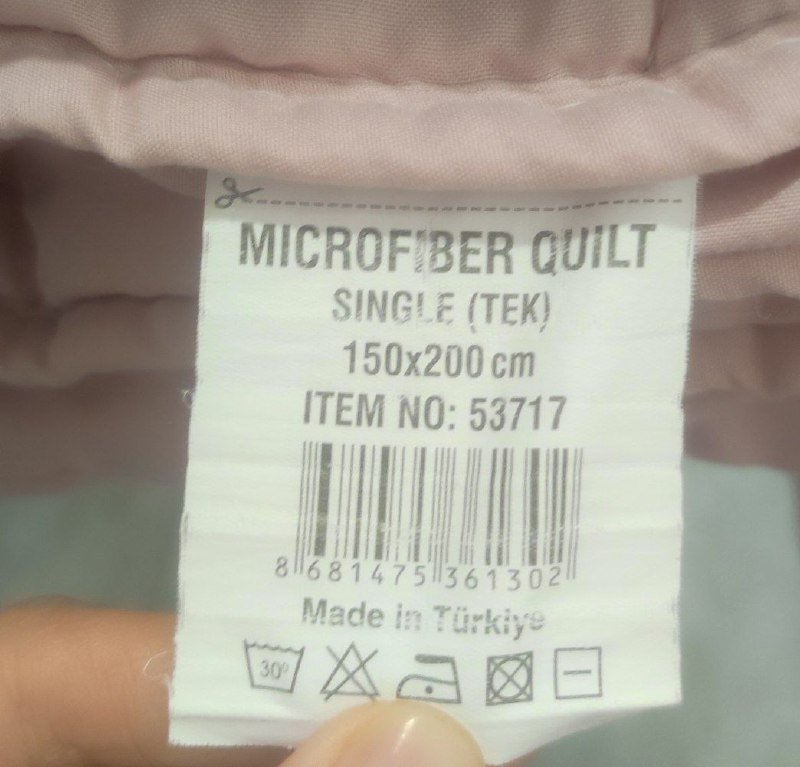 MICROFIBER QUILT
SINGLE (TEK)
150x200 cm
ITEM NO: 53717
8 681475 361302
Made in Türkiye
30°